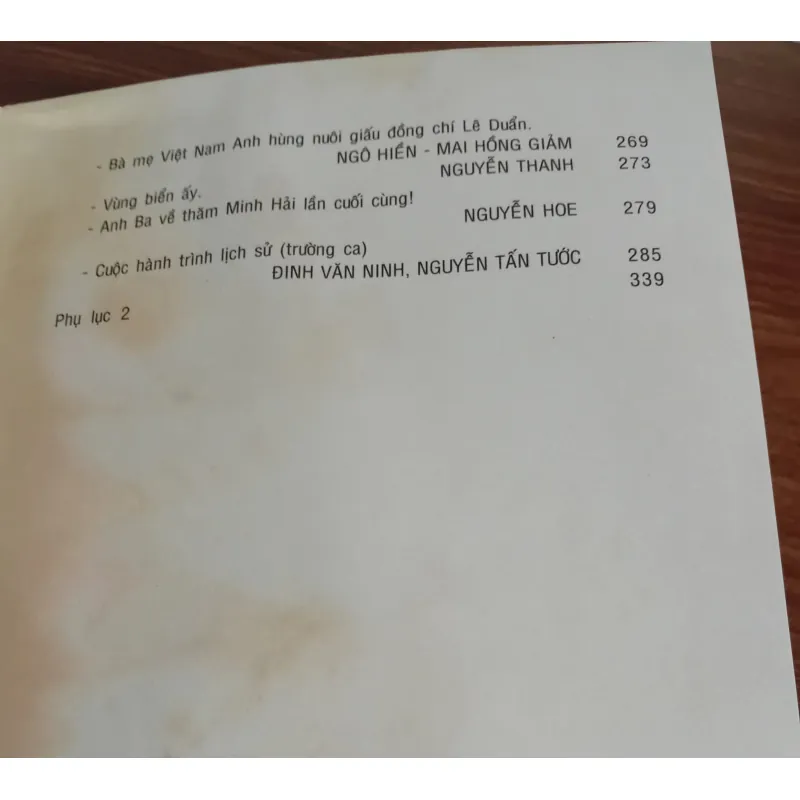 - Bà mẹ Việt Nam Anh hùng nuôi giấu đồng chí Lê Duẩn.
NGÔ HIỀN - MAI HỒNG GIẢM 269
- Vùng biển ấy. NGUYỄN THANH 273
- Anh Ba về thăm Minh Hải lần cuối cùng!
NGUYỄN HOE 279
- Cuộc hành trình lịch sử (trường ca)
ĐINH VĂN NINH, NGUYỄN TẤN TƯỚC 285
Phụ lục 2 339